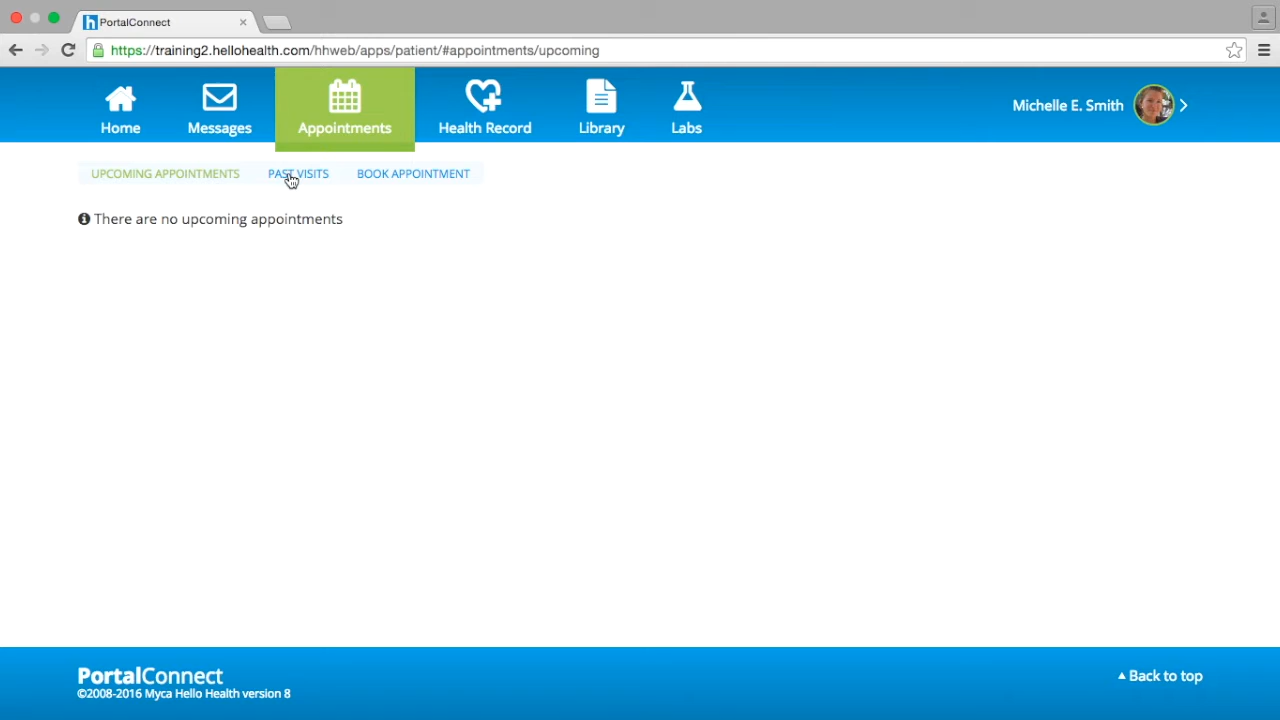 PortalConnect
https://training2.hellohealth.com/hhweb/apps/patient/#appointments/upcoming
Home Messages Appointments Health Record Library Labs Michelle E. Smith
UPCOMING APPOINTMENTS PAST VISITS BOOK APPOINTMENT
There are no upcoming appointments
PortalConnect
©2008-2016 Myca Hello Health version 8
Back to top